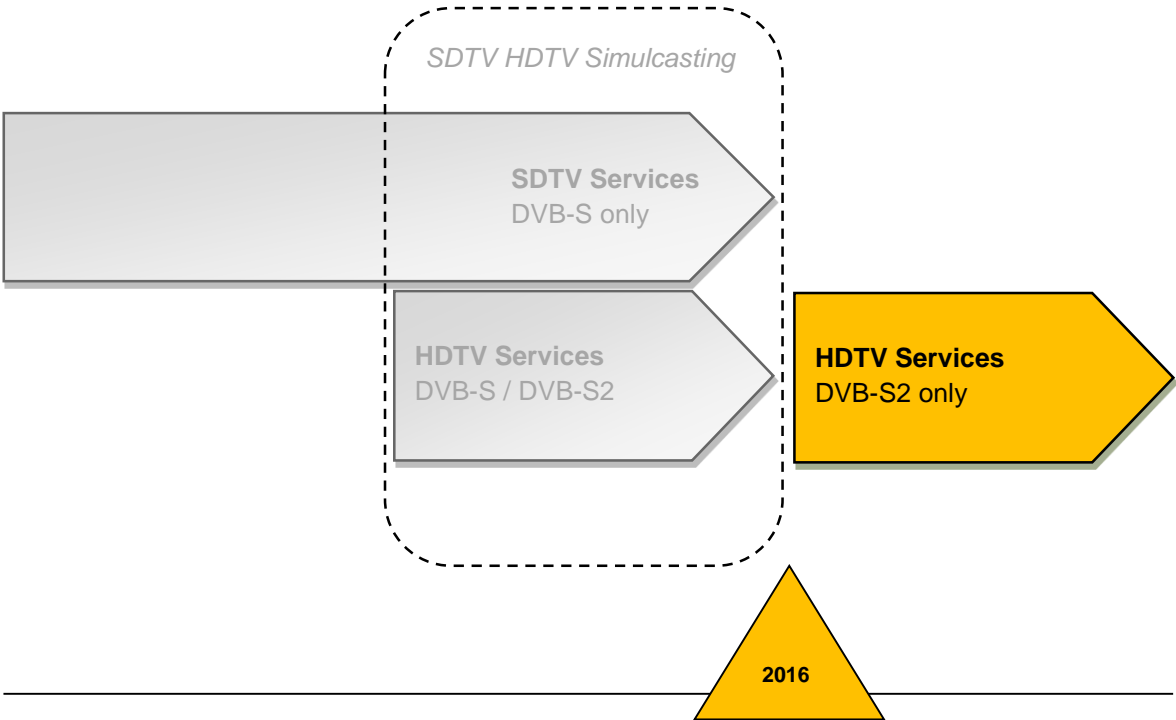 SDTV HDTV Simulcasting
SDTV Services
DVB-S only
HDTV Services
DVB-S / DVB-S2
HDTV Services
DVB-S2 only
2016